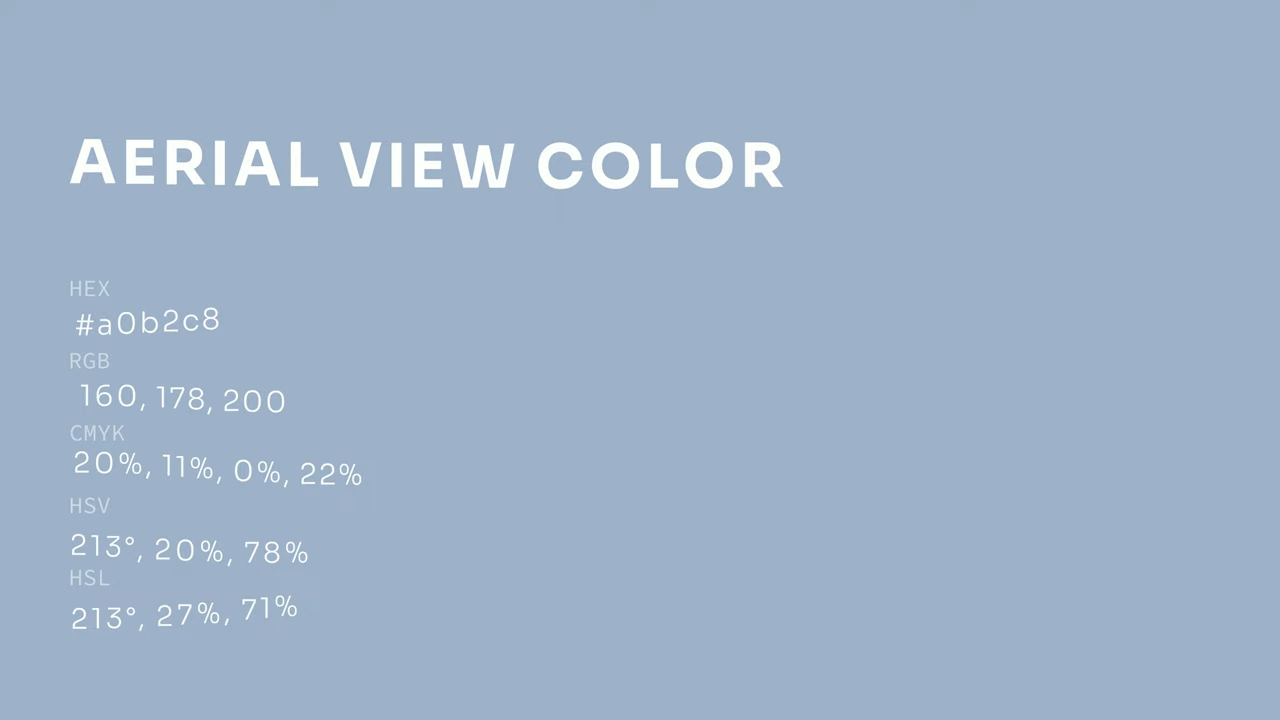 AERIAL VIEW COLOR
HEX
#a0b2c8
RGB
160, 178, 200
CMYK
20%, 11%, 0%, 22%
HSV
213°, 20%, 78%
HSL
213°, 27%, 71%